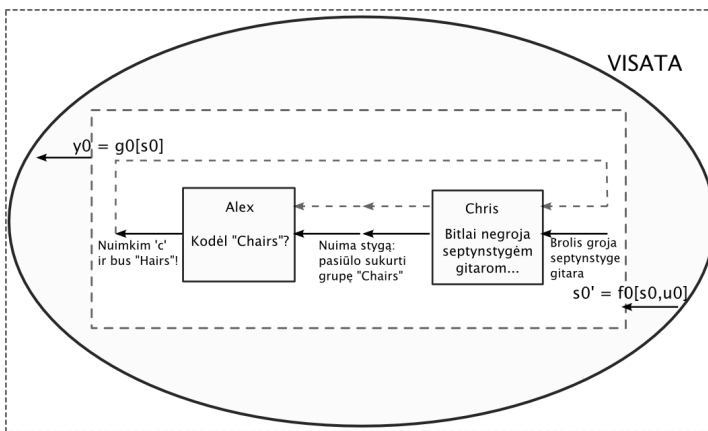 VISATA
y0 = g0[s0]
Alex
Kodėl "Chairs"?
Chris
Bitlai negroja
septynstygėm
gitarom...
Nuimkim 'c'
ir bus "Hairs"!
Nuima stygą:
pasiūlo sukurti
grupę "Chairs"
Brolis groja
septynstyge
gitara
s0' = f0[s0,u0]